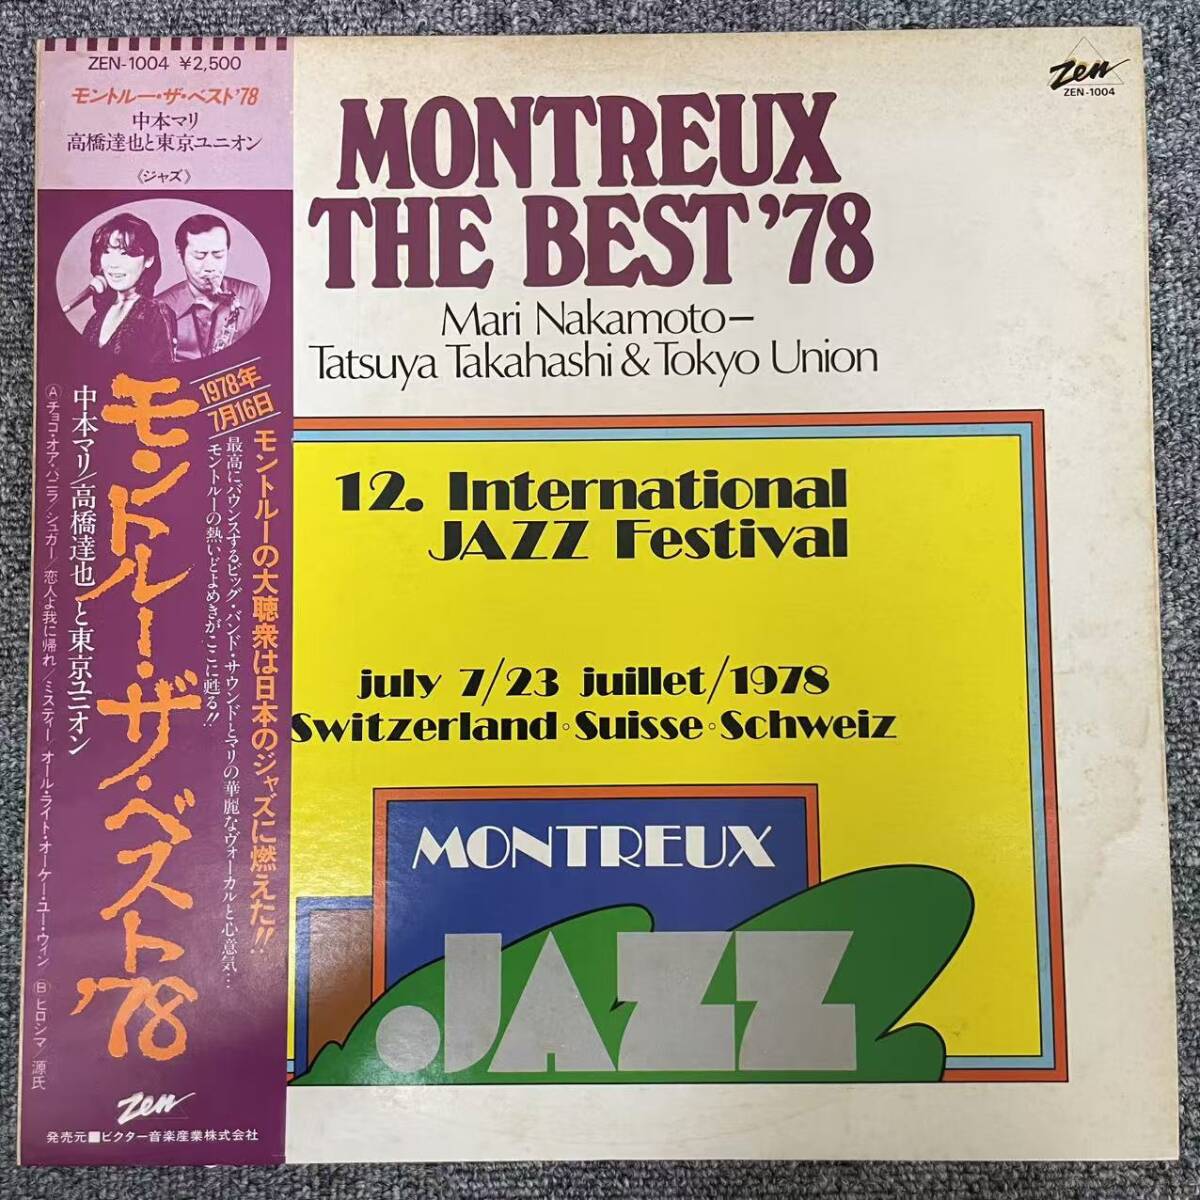 ZEN-1004 ¥2,500
モントルー・ザ・ベスト'78
中本マリ
高橋達也と東京ユニオン
《ジャズ》
1978年
7月16日
モントルーの大聴衆は日本のジャズに燃えた!!
最高にバウンスするビッグ・バンド・サウンドとマリの華麗なヴォーカルと心意気…
モントルーの熱いどよめきがここに甦る!!
モントルー・ザ・ベスト'78
中本マリ/高橋達也と東京ユニオン
Ⓐチョコ・オア・バニラ/シュガー/恋人よ我に帰れ/ミスティー/オール・ライト・オーケー・ユー・ウィン Ⓑヒロシマ/源氏
Zen
発売元■ビクター音楽産業株式会社
Zen
ZEN-1004
MONTREUX
THE BEST '78
Mari Nakamoto–
Tatsuya Takahashi & Tokyo Union
12. International
JAZZ Festival
july 7/23 juillet/1978
Switzerland・Suisse・Schweiz
MONTREUX
JAZZ